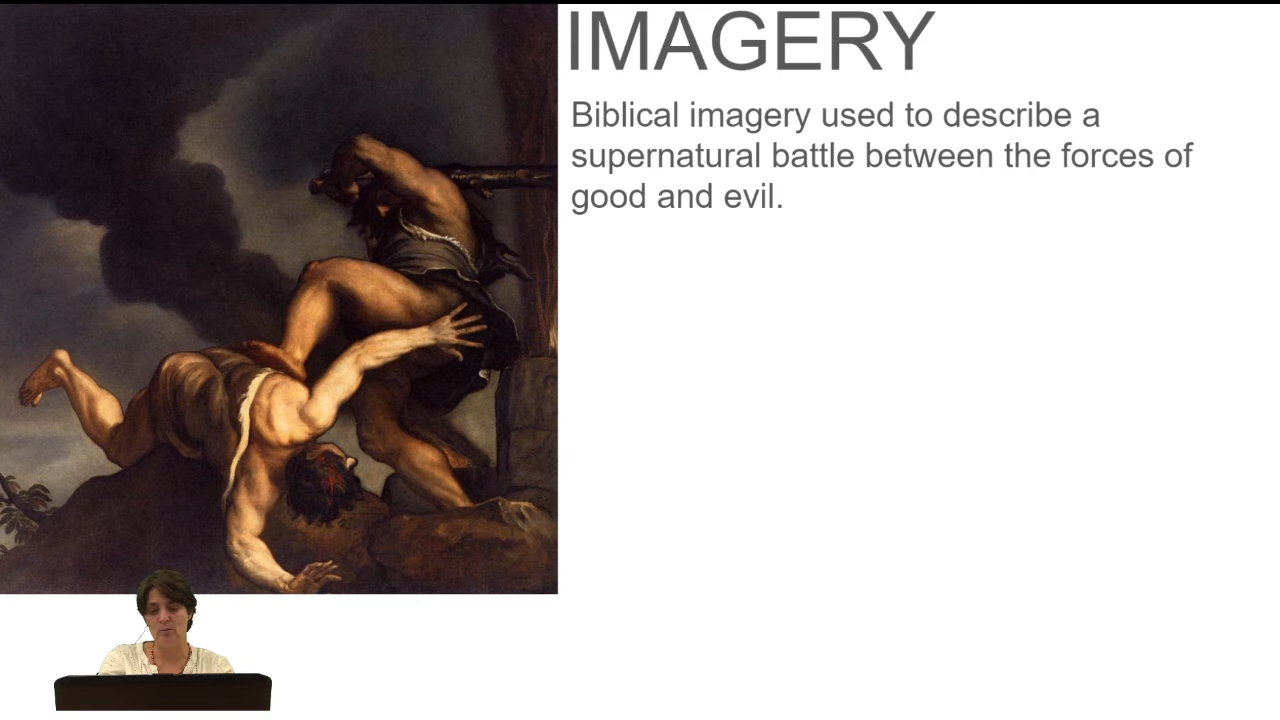 IMAGERY
Biblical imagery used to describe a
supernatural battle between the forces of
good and evil.